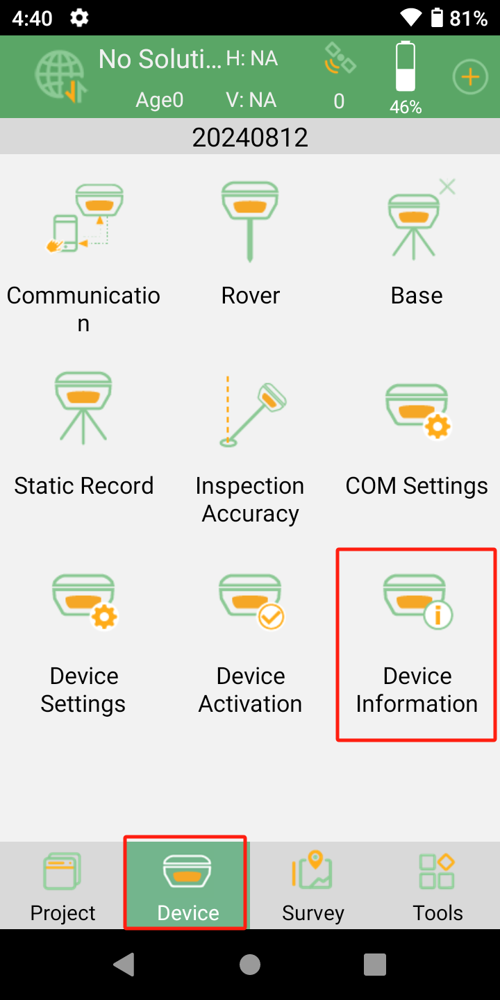 4:40
81%
No Soluti... H: NA
Age0 V: NA 0
46%
20240812
Communicatio
n
Rover
Base
Static Record
Inspection
Accuracy
COM Settings
Device
Settings
Device
Activation
Device
Information
Project
Device
Survey
Tools